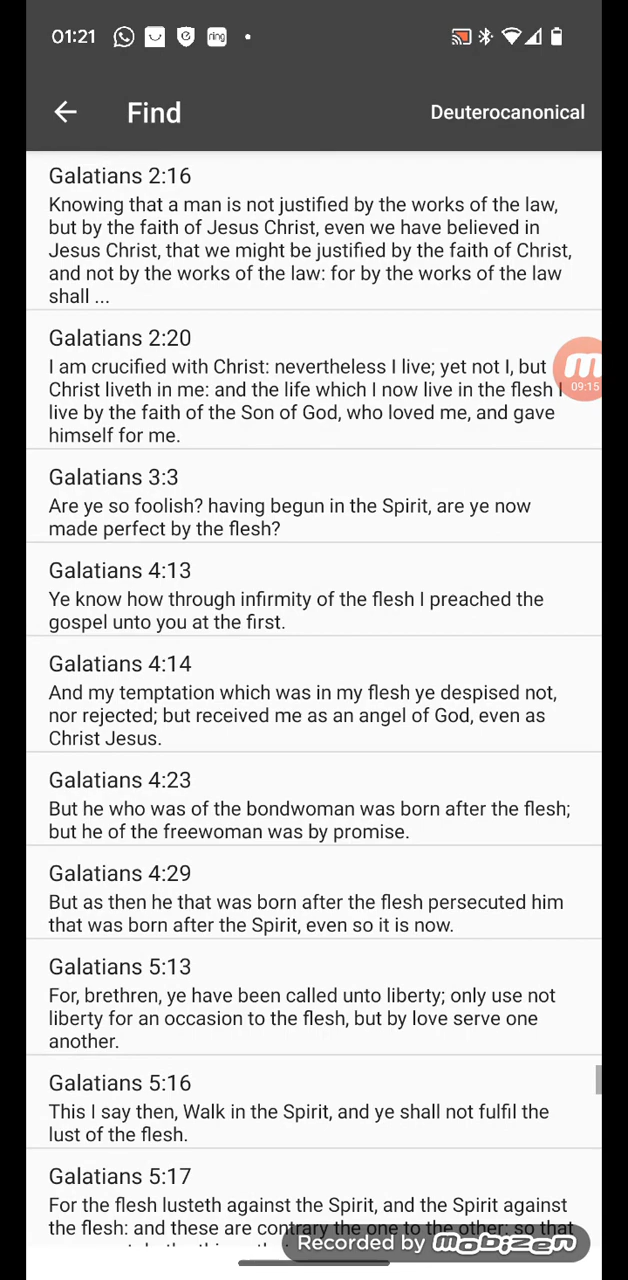 01:21
ring
Find
Deuterocanonical
Galatians 2:16
Knowing that a man is not justified by the works of the law,
but by the faith of Jesus Christ, even we have believed in
Jesus Christ, that we might be justified by the faith of Christ,
and not by the works of the law: for by the works of the law
shall ...
Galatians 2:20
I am crucified with Christ: nevertheless I live; yet not I, but
Christ liveth in me: and the life which I now live in the flesh I
live by the faith of the Son of God, who loved me, and gave
himself for me.
09:15
Galatians 3:3
Are ye so foolish? having begun in the Spirit, are ye now
made perfect by the flesh?
Galatians 4:13
Ye know how through infirmity of the flesh I preached the
gospel unto you at the first.
Galatians 4:14
And my temptation which was in my flesh ye despised not,
nor rejected; but received me as an angel of God, even as
Christ Jesus.
Galatians 4:23
But he who was of the bondwoman was born after the flesh;
but he of the freewoman was by promise.
Galatians 4:29
But as then he that was born after the flesh persecuted him
that was born after the Spirit, even so it is now.
Galatians 5:13
For, brethren, ye have been called unto liberty; only use not
liberty for an occasion to the flesh, but by love serve one
another.
Galatians 5:16
This I say then, Walk in the Spirit, and ye shall not fulfil the
lust of the flesh.
Galatians 5:17
For the flesh lusteth against the Spirit, and the Spirit against
the flesh: and these are contrary the one to the other: so that
Recorded by mobizen